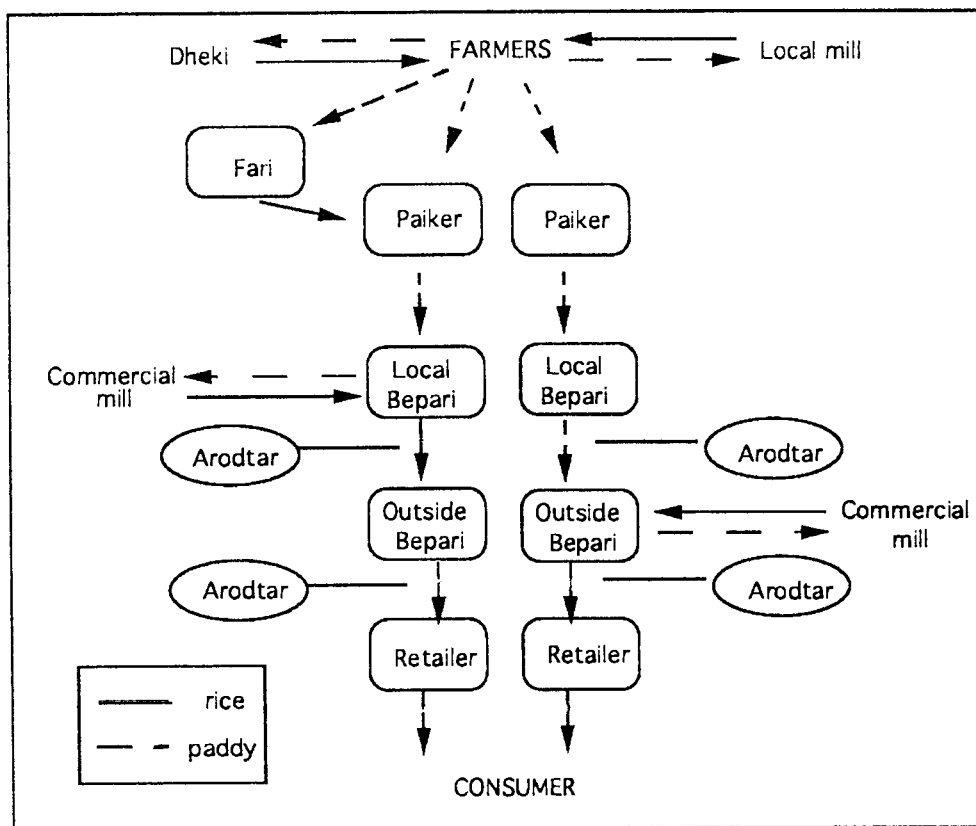 FARMERS
Dheki
Local mill
Fari
Paiker
Paiker
Local
Bepari
Local
Bepari
Commercial
mill
Arodtar
Arodtar
Outside
Bepari
Outside
Bepari
Commercial
mill
Arodtar
Arodtar
Retailer
Retailer
rice
paddy
CONSUMER